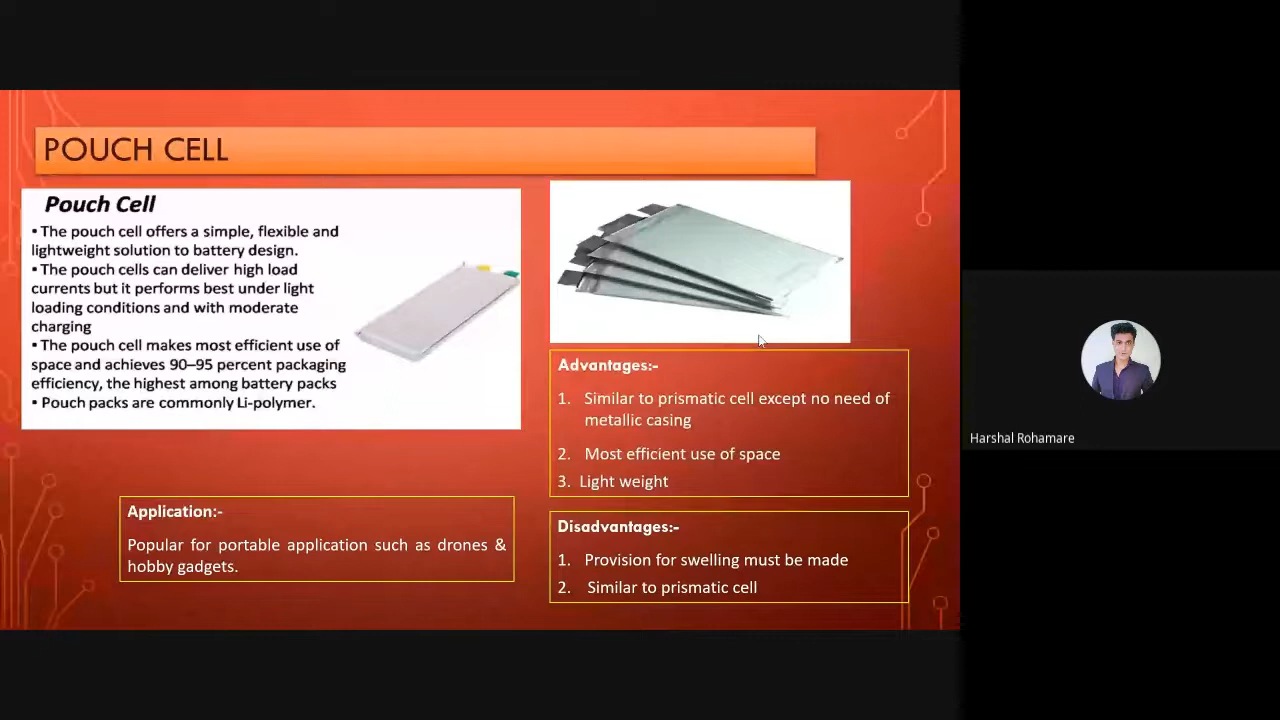 POUCH CELL
Pouch Cell
• The pouch cell offers a simple, flexible and
lightweight solution to battery design.
• The pouch cells can deliver high load
currents but it performs best under light
loading conditions and with moderate
charging
• The pouch cell makes most efficient use of
space and achieves 90–95 percent packaging
efficiency, the highest among battery packs
• Pouch packs are commonly Li-polymer.
Application:-
Popular for portable application such as drones &
hobby gadgets.
Advantages:-
1. Similar to prismatic cell except no need of
metallic casing
2. Most efficient use of space
3. Light weight
Disadvantages:-
1. Provision for swelling must be made
2. Similar to prismatic cell
Harshal Rohamare